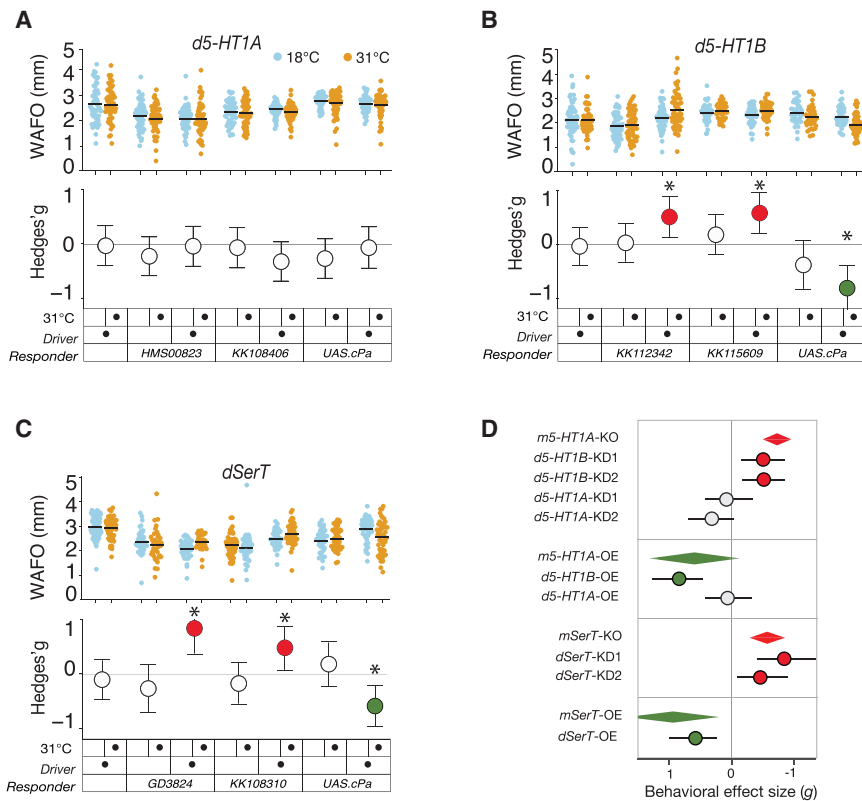 A
d5-HT1A
18°C 31°C
WAFO (mm)
5
4
3
2
1
0
Hedges'g
1
0
−1
31°C
Driver
Responder HMS00823 KK108406 UAS.cPa
B
d5-HT1B
WAFO (mm)
5
4
3
2
1
0
Hedges'g
1
0
−1
* * *
31°C
Driver
Responder KK112342 KK115609 UAS.cPa
C
dSerT
WAFO (mm)
5
4
3
2
1
0
Hedges'g
1
0
−1
* * *
31°C
Driver
Responder GD3824 KK108310 UAS.cPa
D
m5-HT1A-KO
d5-HT1B-KD1
d5-HT1B-KD2
d5-HT1A-KD1
d5-HT1A-KD2
m5-HT1A-OE
d5-HT1B-OE
d5-HT1A-OE
mSerT-KO
dSerT-KD1
dSerT-KD2
mSerT-OE
dSerT-OE
1 0 -1
Behavioral effect size (g)